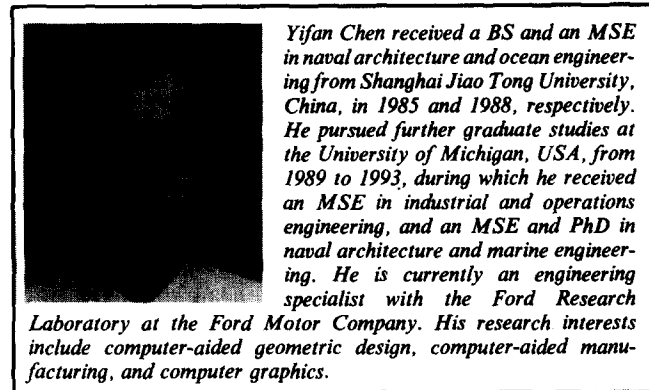 Yifan Chen received a BS and an MSE
in naval architecture and ocean engineer-
ing from Shanghai Jiao Tong University,
China, in 1985 and 1988, respectively.
He pursued further graduate studies at
the University of Michigan, USA, from
1989 to 1993, during which he received
an MSE in industrial and operations
engineering, and an MSE and PhD in
naval architecture and marine engineer-
ing. He is currently an engineering
specialist with the Ford Research
Laboratory at the Ford Motor Company. His research interests
include computer-aided geometric design, computer-aided manu-
facturing, and computer graphics.